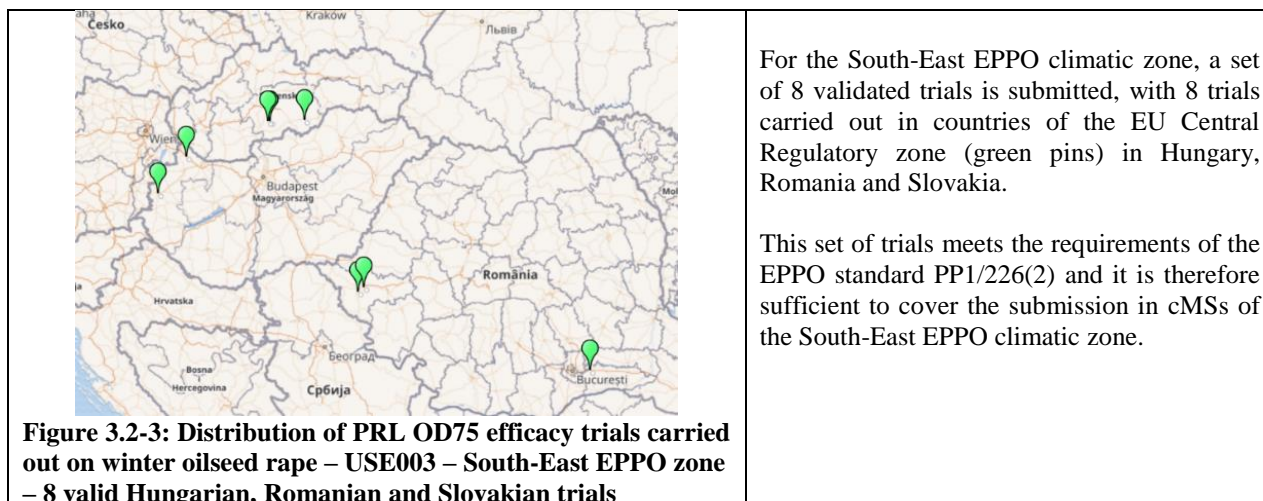 Česko
Kraków
Львів
Wien
Budapest
Magyarország
România
Hrvatska
Београд
Bosna
Hercegovina
Србија
București
Figure 3.2-3: Distribution of PRL OD75 efficacy trials carried
out on winter oilseed rape – USE003 – South-East EPPO zone
– 8 valid Hungarian, Romanian and Slovakian trials
For the South-East EPPO climatic zone, a set
of 8 validated trials is submitted, with 8 trials
carried out in countries of the EU Central
Regulatory zone (green pins) in Hungary,
Romania and Slovakia.
This set of trials meets the requirements of the
EPPO standard PP1/226(2) and it is therefore
sufficient to cover the submission in cMSs of
the South-East EPPO climatic zone.